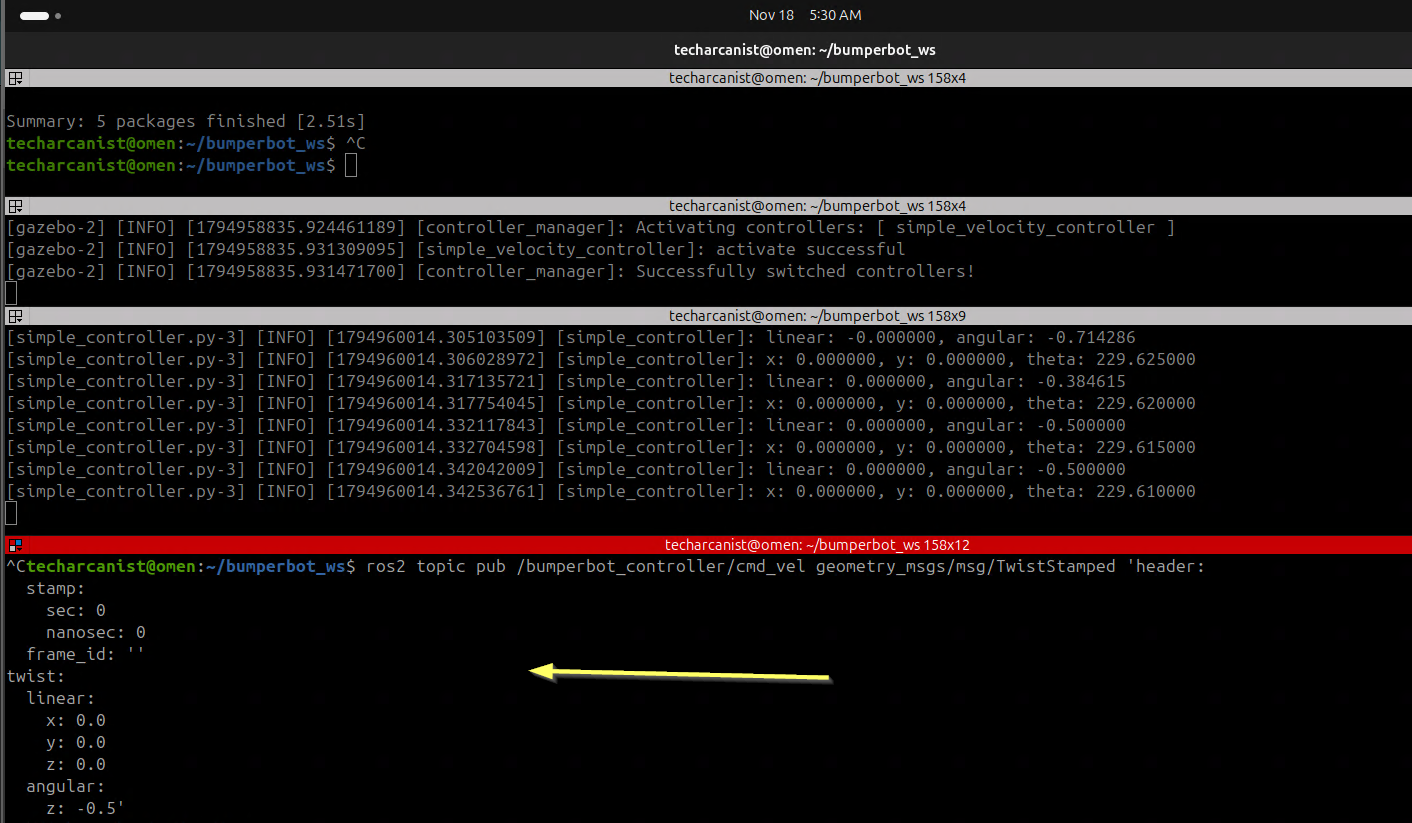 Nov 18 5:30 AM
techarcanist@omen: ~/bumperbot_ws
techarcanist@omen: ~/bumperbot_ws 158x4
Summary: 5 packages finished [2.51s]
techarcanist@omen:~/bumperbot_ws$ ^C
techarcanist@omen:~/bumperbot_ws$
techarcanist@omen: ~/bumperbot_ws 158x4
[gazebo-2] [INFO] [1794958835.924461189] [controller_manager]: Activating controllers: [ simple_velocity_controller ]
[gazebo-2] [INFO] [1794958835.931309095] [simple_velocity_controller]: activate successful
[gazebo-2] [INFO] [1794958835.931471700] [controller_manager]: Successfully switched controllers!
techarcanist@omen: ~/bumperbot_ws 158x9
[simple_controller.py-3] [INFO] [1794960014.305103509] [simple_controller]: linear: -0.000000, angular: -0.714286
[simple_controller.py-3] [INFO] [1794960014.306028972] [simple_controller]: x: 0.000000, y: 0.000000, theta: 229.625000
[simple_controller.py-3] [INFO] [1794960014.317135721] [simple_controller]: linear: 0.000000, angular: -0.384615
[simple_controller.py-3] [INFO] [1794960014.317754045] [simple_controller]: x: 0.000000, y: 0.000000, theta: 229.620000
[simple_controller.py-3] [INFO] [1794960014.332117843] [simple_controller]: linear: 0.000000, angular: -0.500000
[simple_controller.py-3] [INFO] [1794960014.332704598] [simple_controller]: x: 0.000000, y: 0.000000, theta: 229.615000
[simple_controller.py-3] [INFO] [1794960014.342042009] [simple_controller]: linear: 0.000000, angular: -0.500000
[simple_controller.py-3] [INFO] [1794960014.342536761] [simple_controller]: x: 0.000000, y: 0.000000, theta: 229.610000
techarcanist@omen: ~/bumperbot_ws 158x12
^Ctecharcanist@omen:~/bumperbot_ws$ ros2 topic pub /bumperbot_controller/cmd_vel geometry_msgs/msg/TwistStamped 'header:
  stamp:
    sec: 0
    nanosec: 0
  frame_id: ''
twist:
  linear:
    x: 0.0
    y: 0.0
    z: 0.0
  angular:
    z: -0.5'